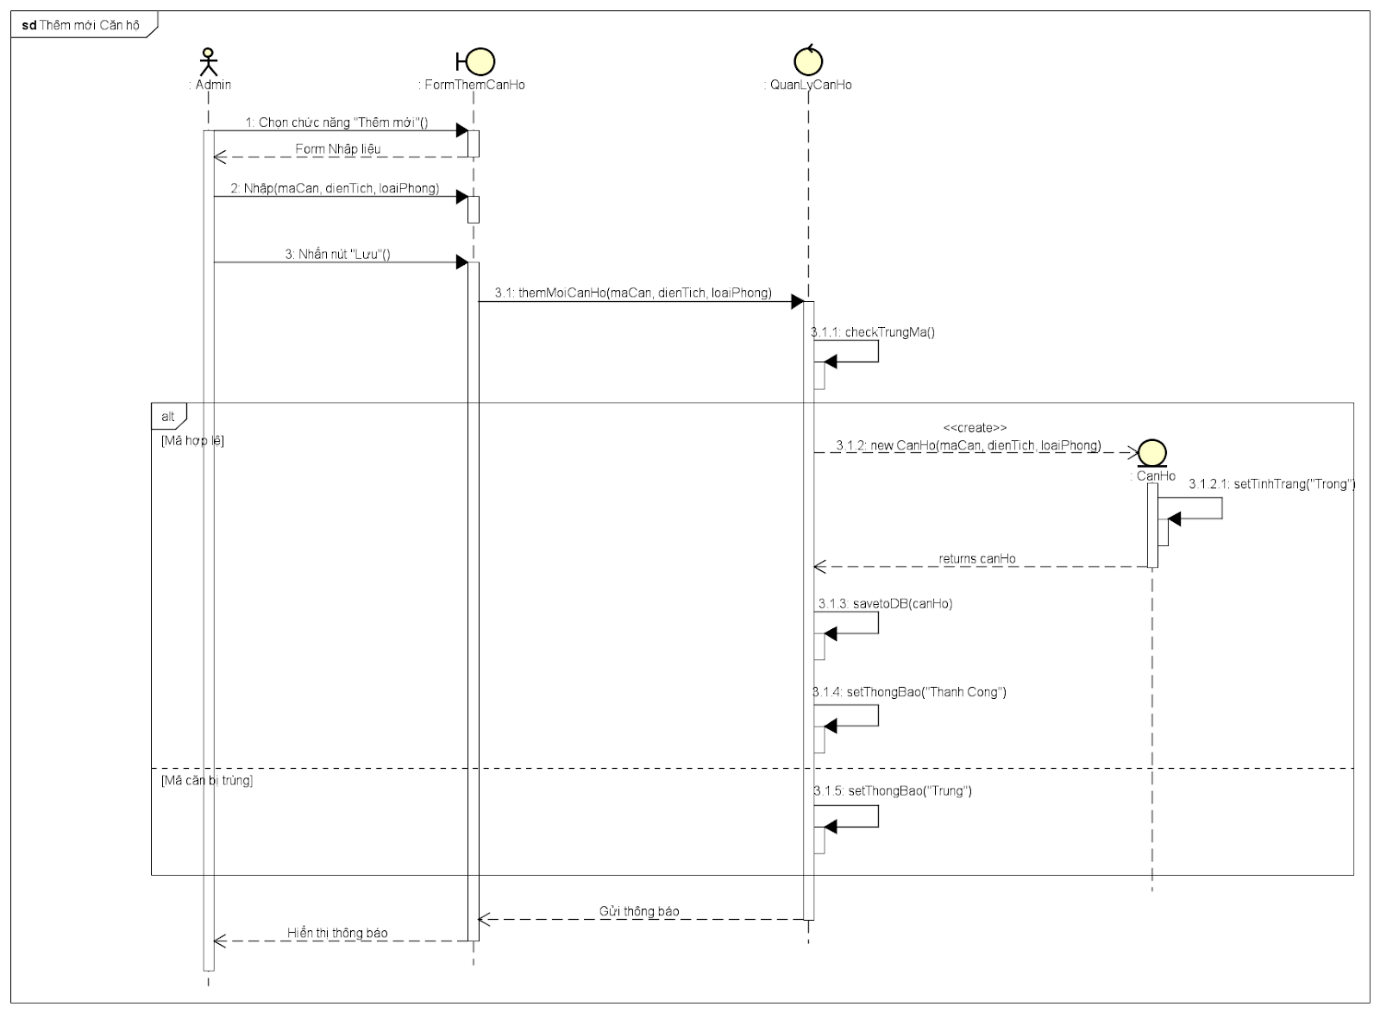 sd Thêm mới Căn hô
: Admin
: FormThemCanHo
: QuanLyCanHo
1: Chọn chức năng "Thêm mới"()
Form Nhập liệu
2: Nhập(maCan, dienTich, loaiPhong)
3: Nhấn nút "Lưu"()
3.1: themMoiCanHo(maCan, dienTich, loaiPhong)
3.1.1: checkTrungMa()
alt
[Mã hợp lệ]
<<create>>
3.1.2: new CanHo(maCan, dienTich, loaiPhong)
: CanHo
3.1.2.1: setTinhTrang("Trong")
returns canHo
3.1.3: savetoDB(canHo)
3.1.4: setThongBao("Thanh Cong")
[Mã căn bị trùng]
3.1.5: setThongBao("Trung")
Gửi thông báo
Hiển thị thông báo